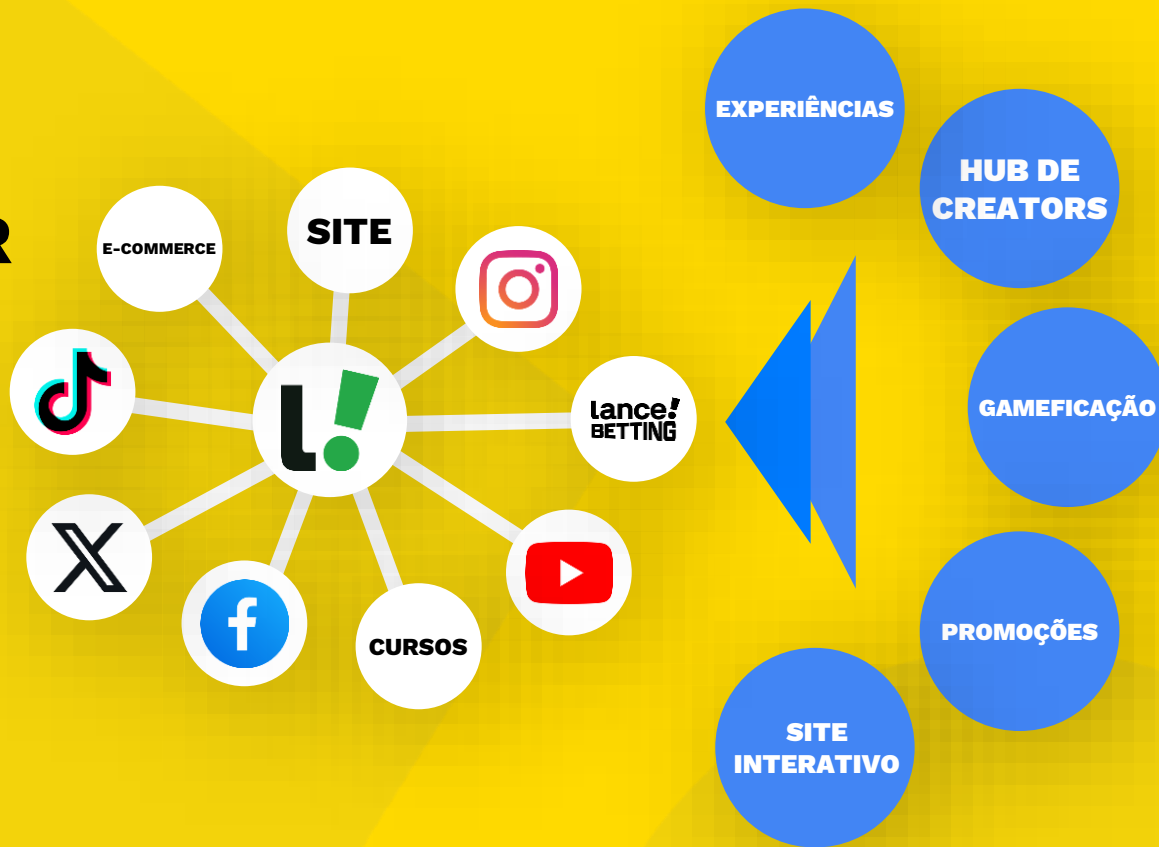 R
E-COMMERCE
SITE
L!
lance!
BETTING
CURSOS
EXPERIÊNCIAS
HUB DE
CREATORS
GAMEFICAÇÃO
PROMOÇÕES
SITE
INTERATIVO